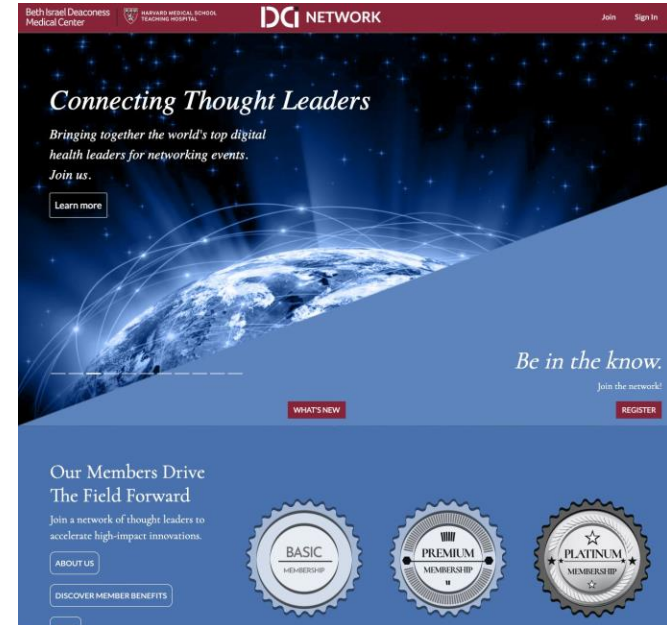 Beth Israel Deaconess
Medical Center
HARVARD MEDICAL SCHOOL
TEACHING HOSPITAL
DCi NETWORK
Join
Sign In
Connecting Thought Leaders
Bringing together the world's top digital
health leaders for networking events.
Join us.
Learn more
Be in the know.
Join the network!
WHAT'S NEW
REGISTER
Our Members Drive
The Field Forward
Join a network of thought leaders to
accelerate high-impact innovations.
ABOUT US
DISCOVER MEMBER BENEFITS
BASIC
MEMBERSHIP
PREMIUM
MEMBERSHIP
PLATINUM
MEMBERSHIP